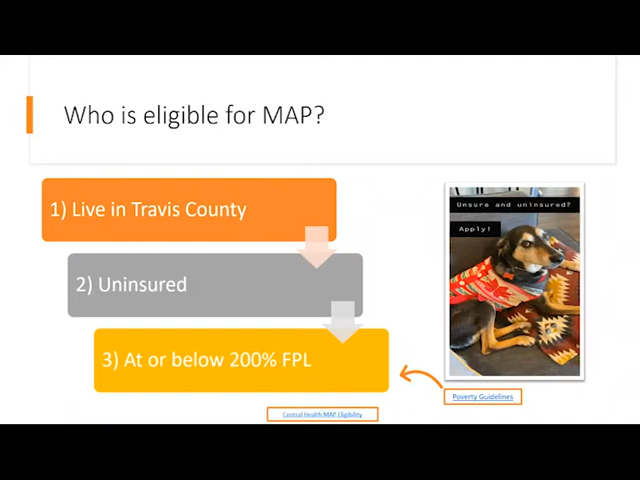 Who is eligible for MAP?
1) Live in Travis County
Unsure and uninsured?
Apply!
2) Uninsured
3) At or below 200% FPL
Poverty Guidelines
Central Health MAP Eligibility